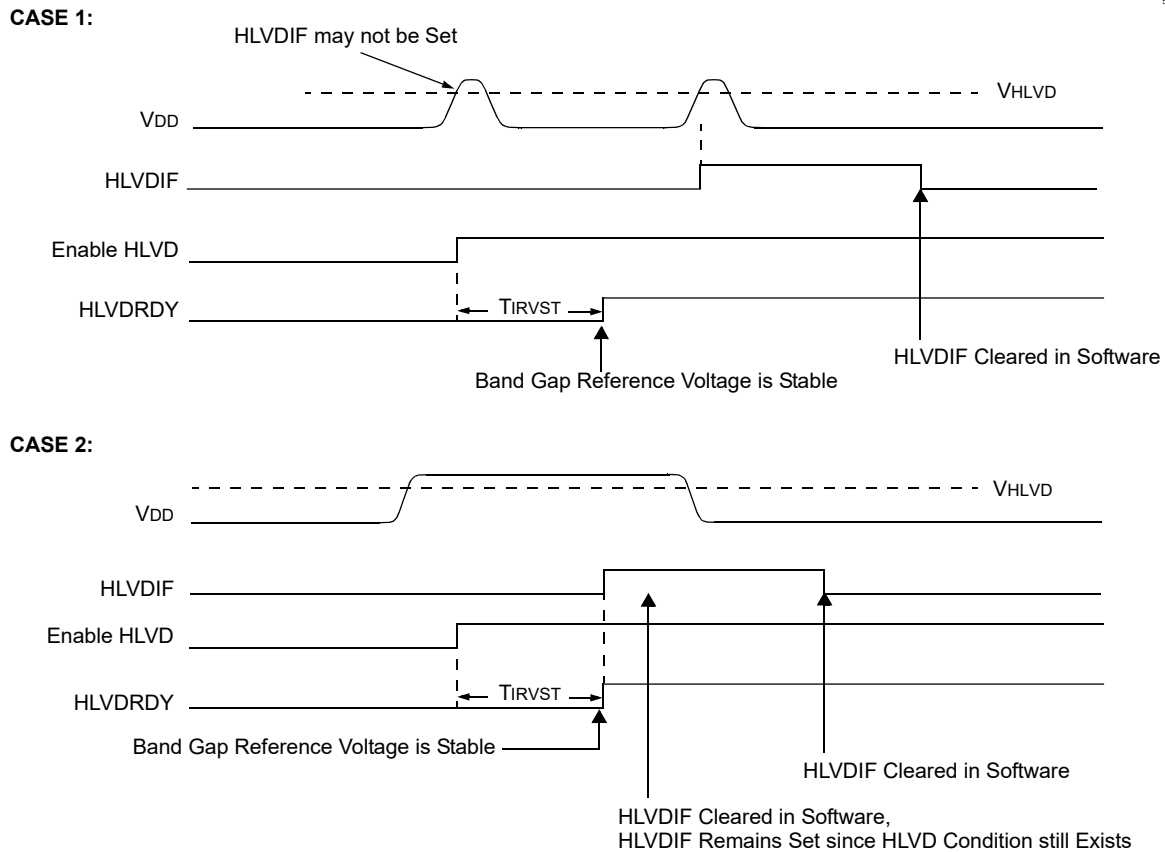 CASE 1:
HLVDIF may not be Set
VHLVD
VDD
HLVDIF
Enable HLVD
HLVDRDY
TIRVST
HLVDIF Cleared in Software
Band Gap Reference Voltage is Stable
CASE 2:
VHLVD
VDD
HLVDIF
Enable HLVD
TIRVST
HLVDRDY
Band Gap Reference Voltage is Stable
HLVDIF Cleared in Software
HLVDIF Cleared in Software,
HLVDIF Remains Set since HLVD Condition still Exists